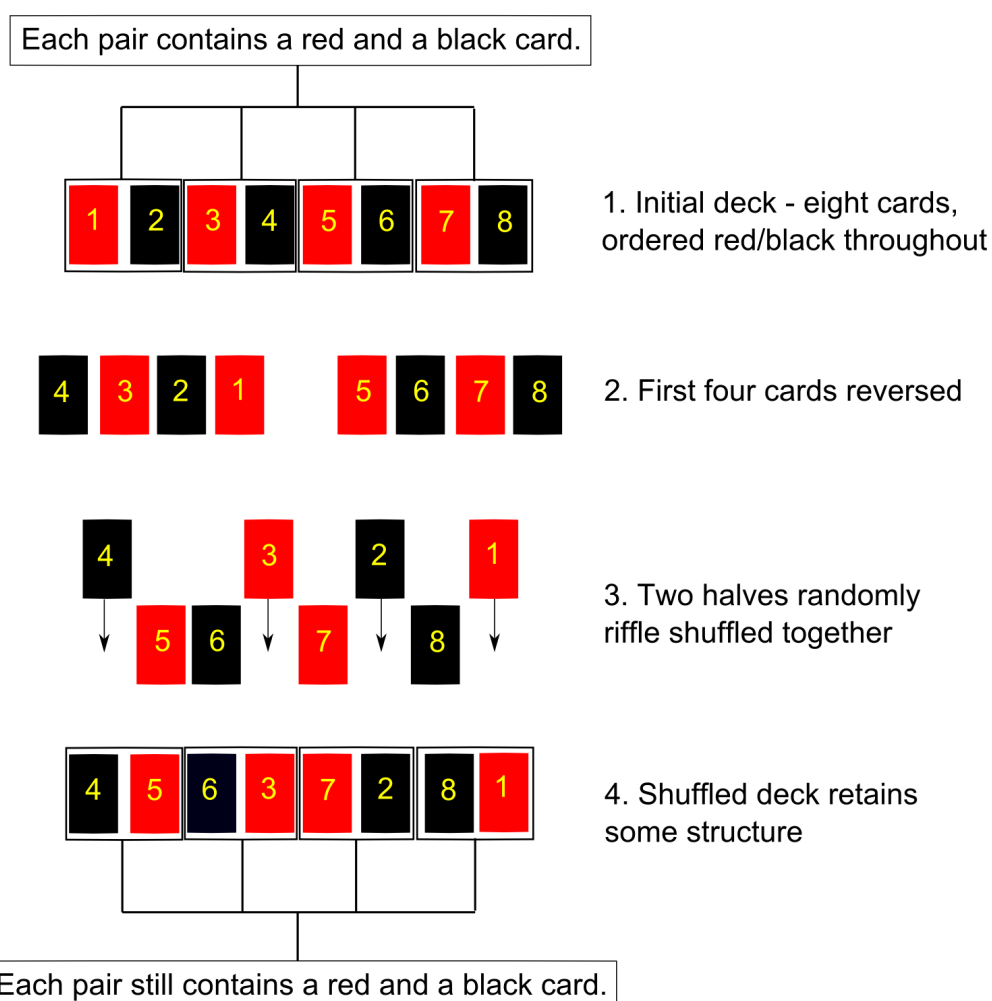 Each pair contains a red and a black card.
1 2 3 4 5 6 7 8
1. Initial deck - eight cards,
ordered red/black throughout
4 3 2 1 5 6 7 8
2. First four cards reversed
4 3 2 1
5 6 7 8
3. Two halves randomly
riffle shuffled together
4 5 6 3 7 2 8 1
4. Shuffled deck retains
some structure
Each pair still contains a red and a black card.